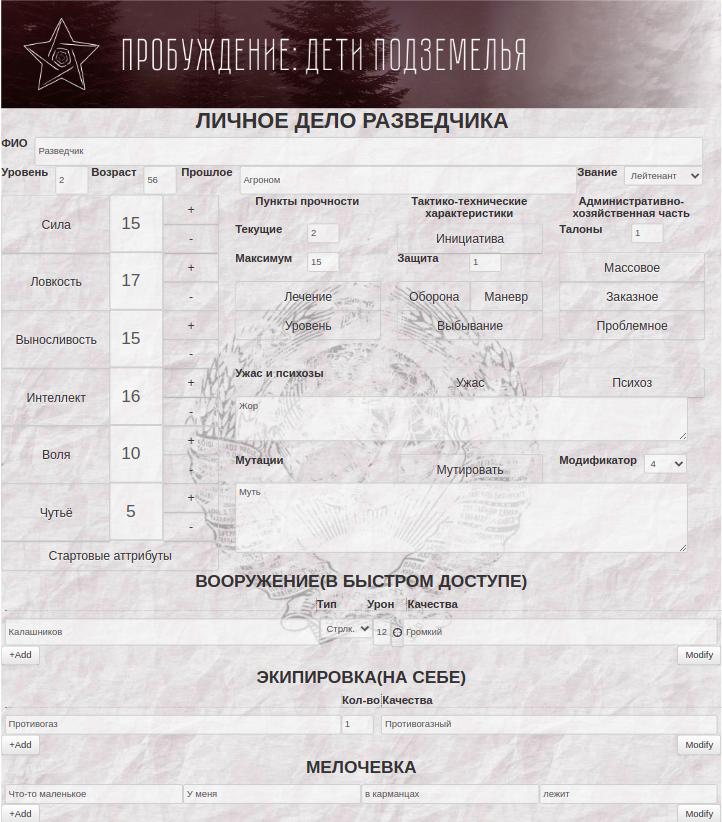 ПРОБУЖДЕНИЕ: ДЕТИ ПОДЗЕМЕЛЬЯ
ЛИЧНОЕ ДЕЛО РАЗВЕДЧИКА
ФИО Разведчик
Уровень 2 Возраст 56 Прошлое Агроном Звание Лейтенант
Сила 15 + -
Ловкость 17 + -
Выносливость 15 + -
Интеллект 16 + -
Воля 10 + -
Чутьё 5 + -
Стартовые аттрибуты
Пункты прочности
Текущие 2
Максимум 15
Лечение
Уровень
Тактико-технические
характеристики
Инициатива
Защита 1
Оборона Маневр
Выбывание
Административно-
хозяйственная часть
Талоны 1
Массовое
Заказное
Проблемное
Ужас и психозы Ужас Психоз
Жор
Мутации Мутировать Модификатор 4
Муть
ВООРУЖЕНИЕ(В БЫСТРОМ ДОСТУПЕ)
. Тип Урон Качества
Калашников Стрлк. 12 Громкий
+Add Modify
ЭКИПИРОВКА(НА СЕБЕ)
. Кол-во Качества
Противогаз 1 Противогазный
+Add Modify
МЕЛОЧЕВКА
Что-то маленькое У меня в карманцах лежит
+Add Modify